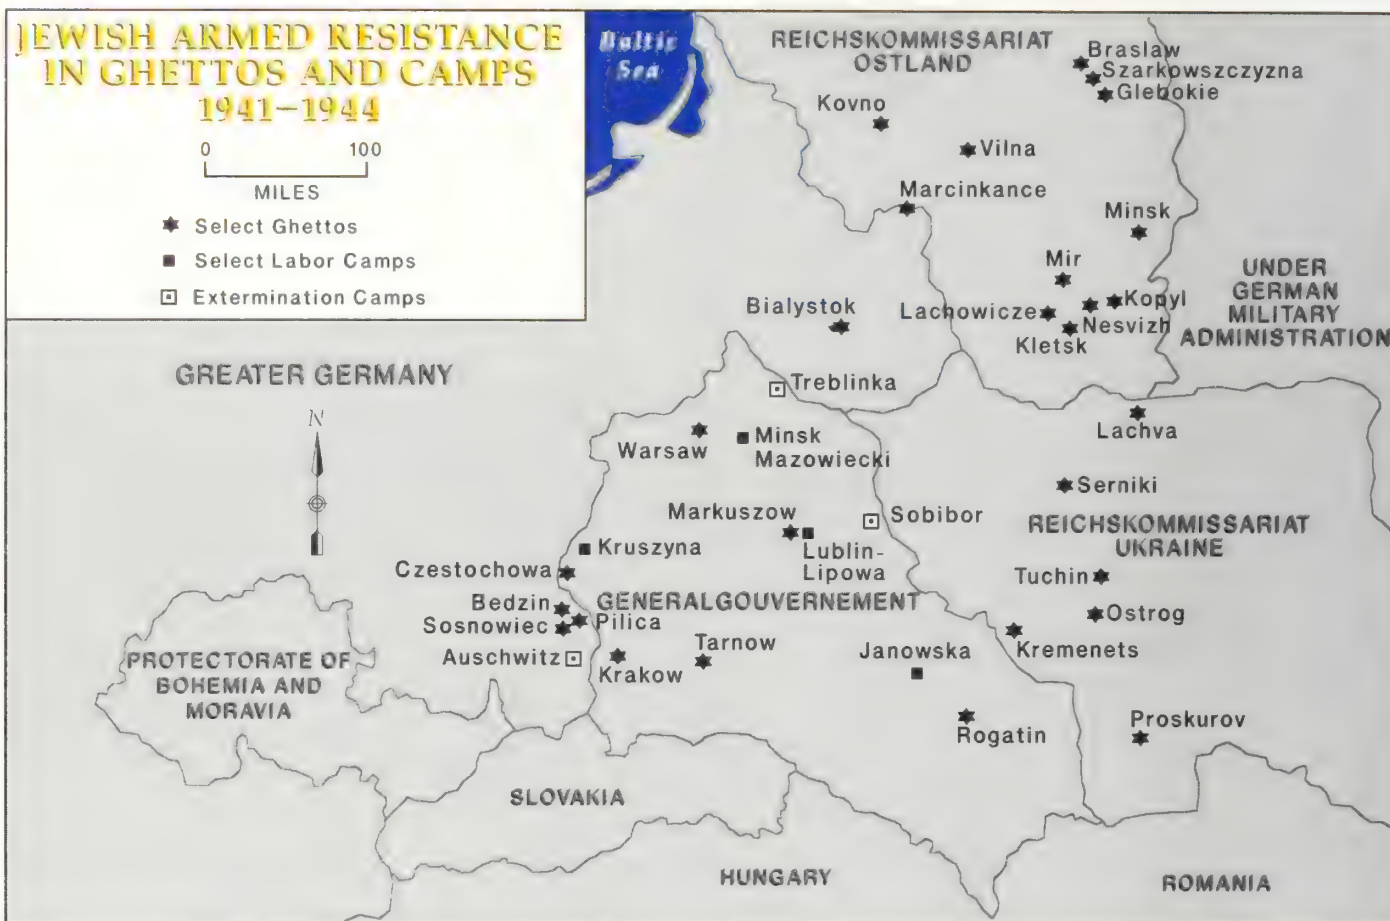 JEWISH ARMED RESISTANCE
IN GHETTOS AND CAMPS
1941–1944
0 100
MILES
Select Ghettos
Select Labor Camps
Extermination Camps
Baltic
Sea
REICHSKOMMISSARIAT
OSTLAND
Braslaw
Szarkowszczyzna
Glebokie
Kovno
Vilna
Marcinkance
Minsk
Mir
UNDER
GERMAN
MILITARY
ADMINISTRATION
Bialystok
Lachowicze
Kopyl
Nesvizh
Kletsk
GREATER GERMANY
N
Treblinka
Lachva
Warsaw
Minsk
Mazowiecki
Serniki
Markuszow
Sobibor
REICHSKOMMISSARIAT
UKRAINE
Kruszyna
Lublin-
Lipowa
Czestochowa
Tuchin
Bedzin
GENERALGOUVERNEMENT
Ostrog
Sosnowiec
Pilica
Kremenets
Auschwitz
Krakow
Tarnow
Janowska
PROTECTORATE OF
BOHEMIA AND
MORAVIA
Rogatin
Proskurov
SLOVAKIA
HUNGARY
ROMANIA